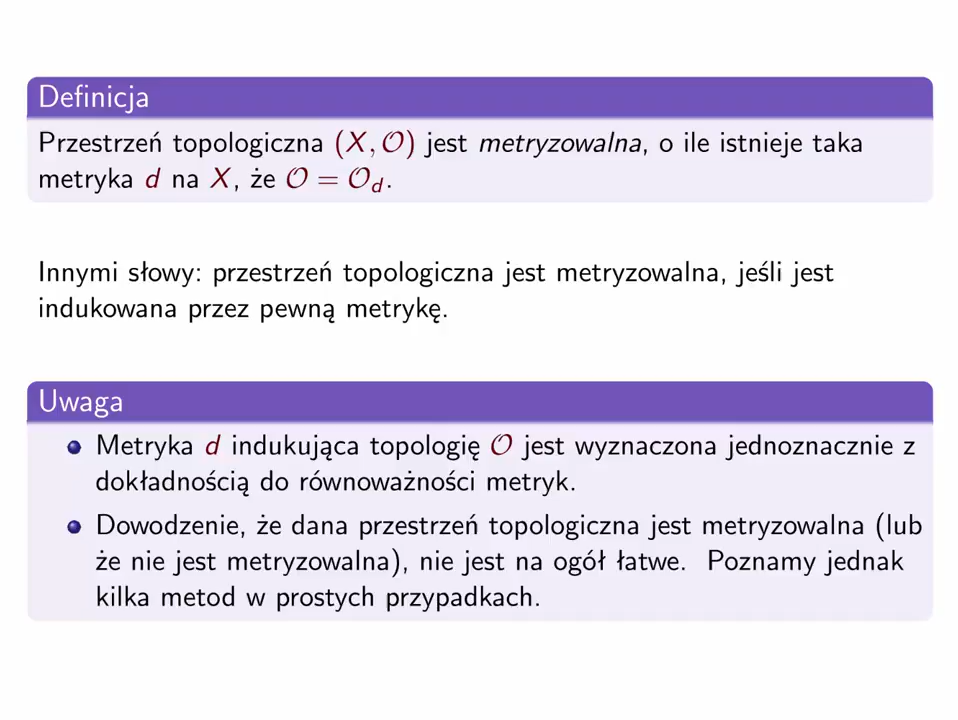 Definicja
Przestrzeń topologiczna (X, 𝒪) jest metryzowalna, o ile istnieje taka
metryka d na X, że 𝒪 = 𝒪_d.
Innymi słowy: przestrzeń topologiczna jest metryzowalna, jeśli jest
indukowana przez pewną metrykę.
Uwaga
Metryka d indukująca topologię 𝒪 jest wyznaczona jednoznacznie z
dokładnością do równoważności metryk.
Dowodzenie, że dana przestrzeń topologiczna jest metryzowalna (lub
że nie jest metryzowalna), nie jest na ogół łatwe. Poznamy jednak
kilka metod w prostych przypadkach.